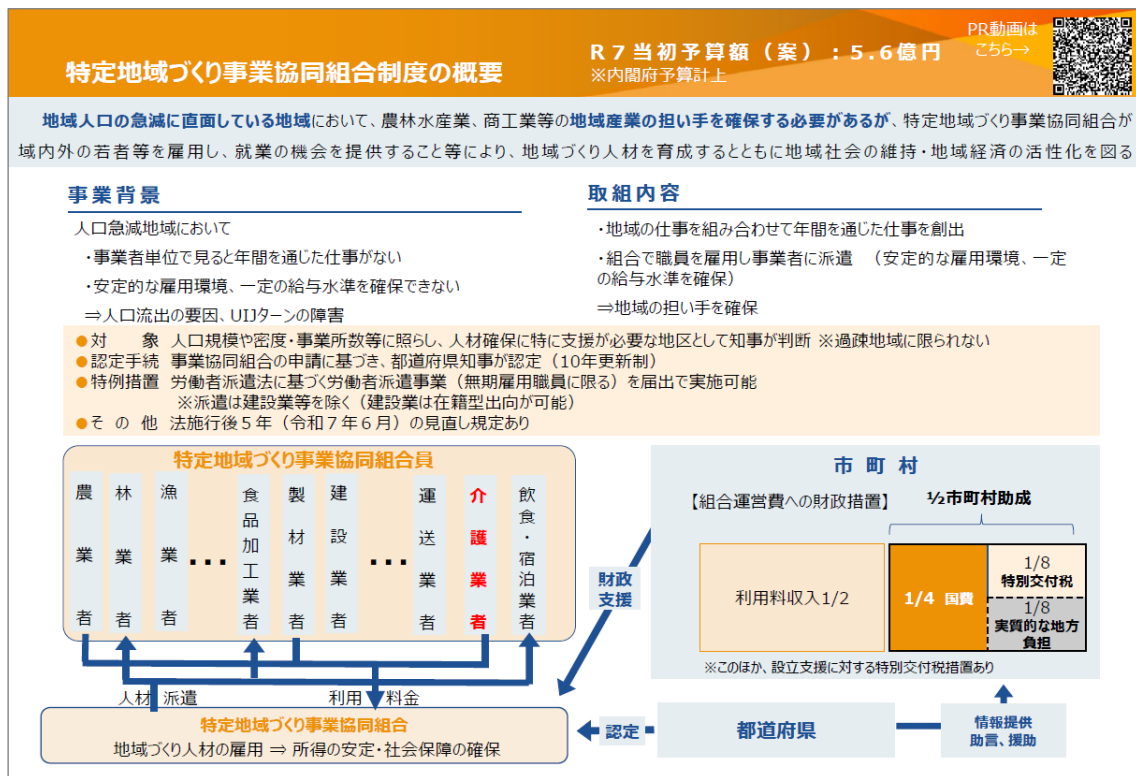 特定地域づくり事業協同組合制度の概要
R7当初予算額（案）：5.6億円
※内閣府予算計上
PR動画は
こちら→
地域人口の急減に直面している地域において、農林水産業、商工業等の地域産業の担い手を確保する必要があるが、特定地域づくり事業協同組合が
域内外の若者等を雇用し、就業の機会を提供すること等により、地域づくり人材を育成するとともに地域社会の維持・地域経済の活性化を図る
事業背景
人口急減地域において
・事業者単位で見ると年間を通じた仕事がない
・安定的な雇用環境、一定の給与水準を確保できない
⇒人口流出の要因、UIJターンの障害
取組内容
・地域の仕事を組み合わせて年間を通じた仕事を創出
・組合で職員を雇用し事業者に派遣　（安定的な雇用環境、一定
の給与水準を確保）
⇒地域の担い手を確保
●対　　象　人口規模や密度・事業所数等に照らし、人材確保に特に支援が必要な地区として知事が判断 ※過疎地域に限られない
●認定手続　事業協同組合の申請に基づき、都道府県知事が認定（10年更新制）
●特例措置　労働者派遣法に基づく労働者派遣事業（無期雇用職員に限る）を届出で実施可能
※派遣は建設業等を除く（建設業は在籍型出向が可能）
●そ の 他　法施行後５年（令和７年６月）の見直し規定あり
特定地域づくり事業協同組合員
農業者
林業者
漁業者
…
食品加工業者
製材業者
建設業者
…
運送業者
介護業者
飲食・宿泊業者
人材 派遣
利用 料金
特定地域づくり事業協同組合
地域づくり人材の雇用 ⇒ 所得の安定・社会保障の確保
財政
支援
市町村
【組合運営費への財政措置】
½市町村助成
利用料収入1/2
1/4 国費
1/8
特別交付税
1/8
実質的な地方
負担
※このほか、設立支援に対する特別交付税措置あり
認定
都道府県
情報提供
助言、援助